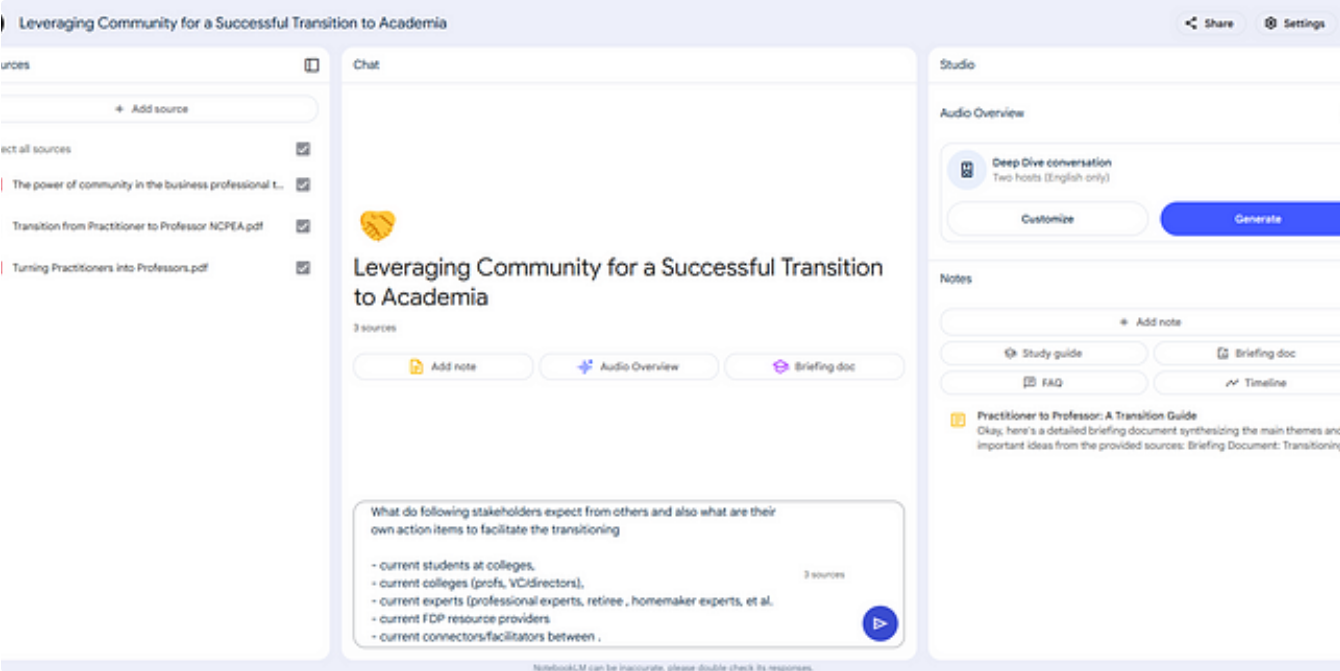 Leveraging Community for a Successful Transition to Academia
Share
Settings
urces
+ Add source
ect all sources
The power of community in the business professional t...
Transition from Practitioner to Professor NCPEA.pdf
Turning Practitioners into Professors.pdf
Chat
Leveraging Community for a Successful Transition
to Academia
3 sources
Add note
Audio Overview
Briefing doc
What do following stakeholders expect from others and also what are their
own action items to facilitate the transitioning
- current students at colleges,
- current colleges (profs, VC/directors),
- current experts (professional experts, retiree , homemaker experts, et al.
- current FDP resource providers
- current connectors/facilitators between .
3 sources
NotebookLM can be inaccurate, please double check its responses.
Studio
Audio Overview
Deep Dive conversation
Two hosts (English only)
Customize
Generate
Notes
+ Add note
Study guide
Briefing doc
FAQ
Timeline
Practitioner to Professor: A Transition Guide
Okay, here's a detailed briefing document synthesizing the main themes and
important ideas from the provided sources: Briefing Document: Transitioning